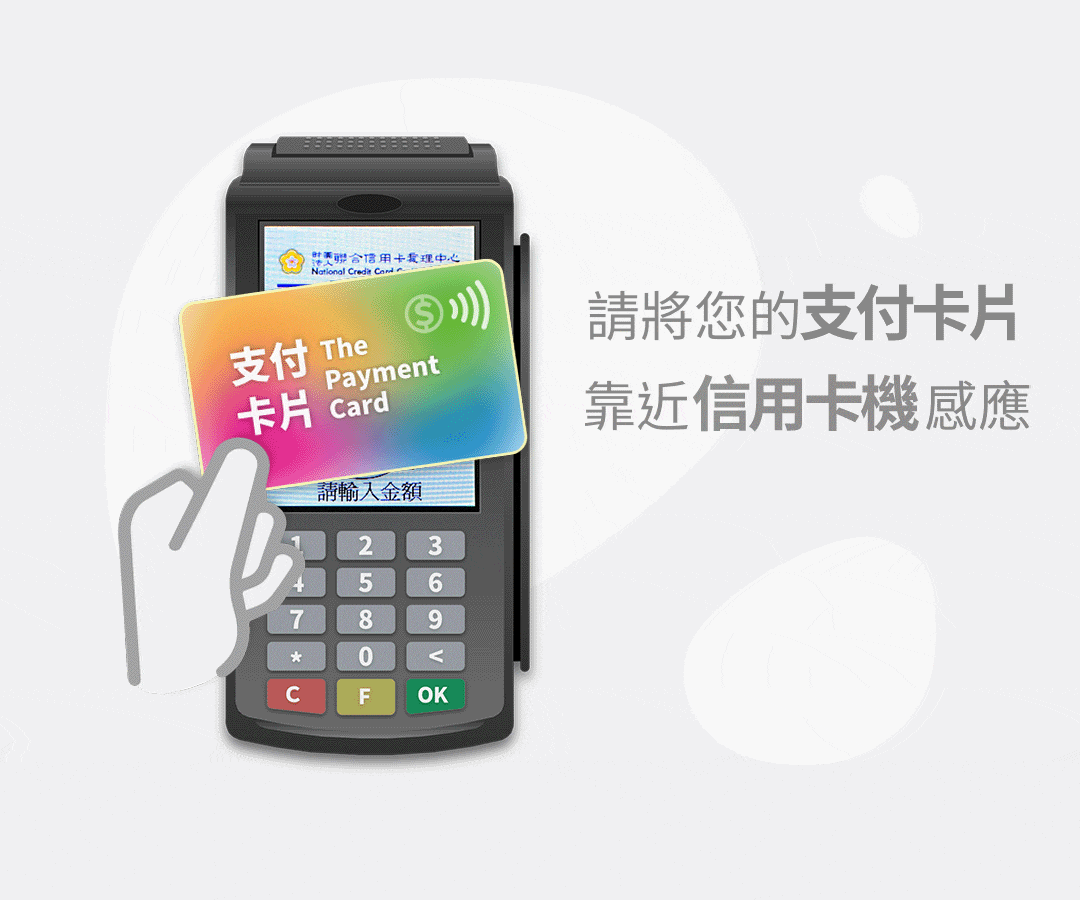 財團法人聯合信用卡處理中心
National Credit Card
支付卡片
The
Payment
Card
請輸入金額
1 2 3
4 5 6
7 8 9
* 0 <
C F OK
請將您的支付卡片
靠近信用卡機感應